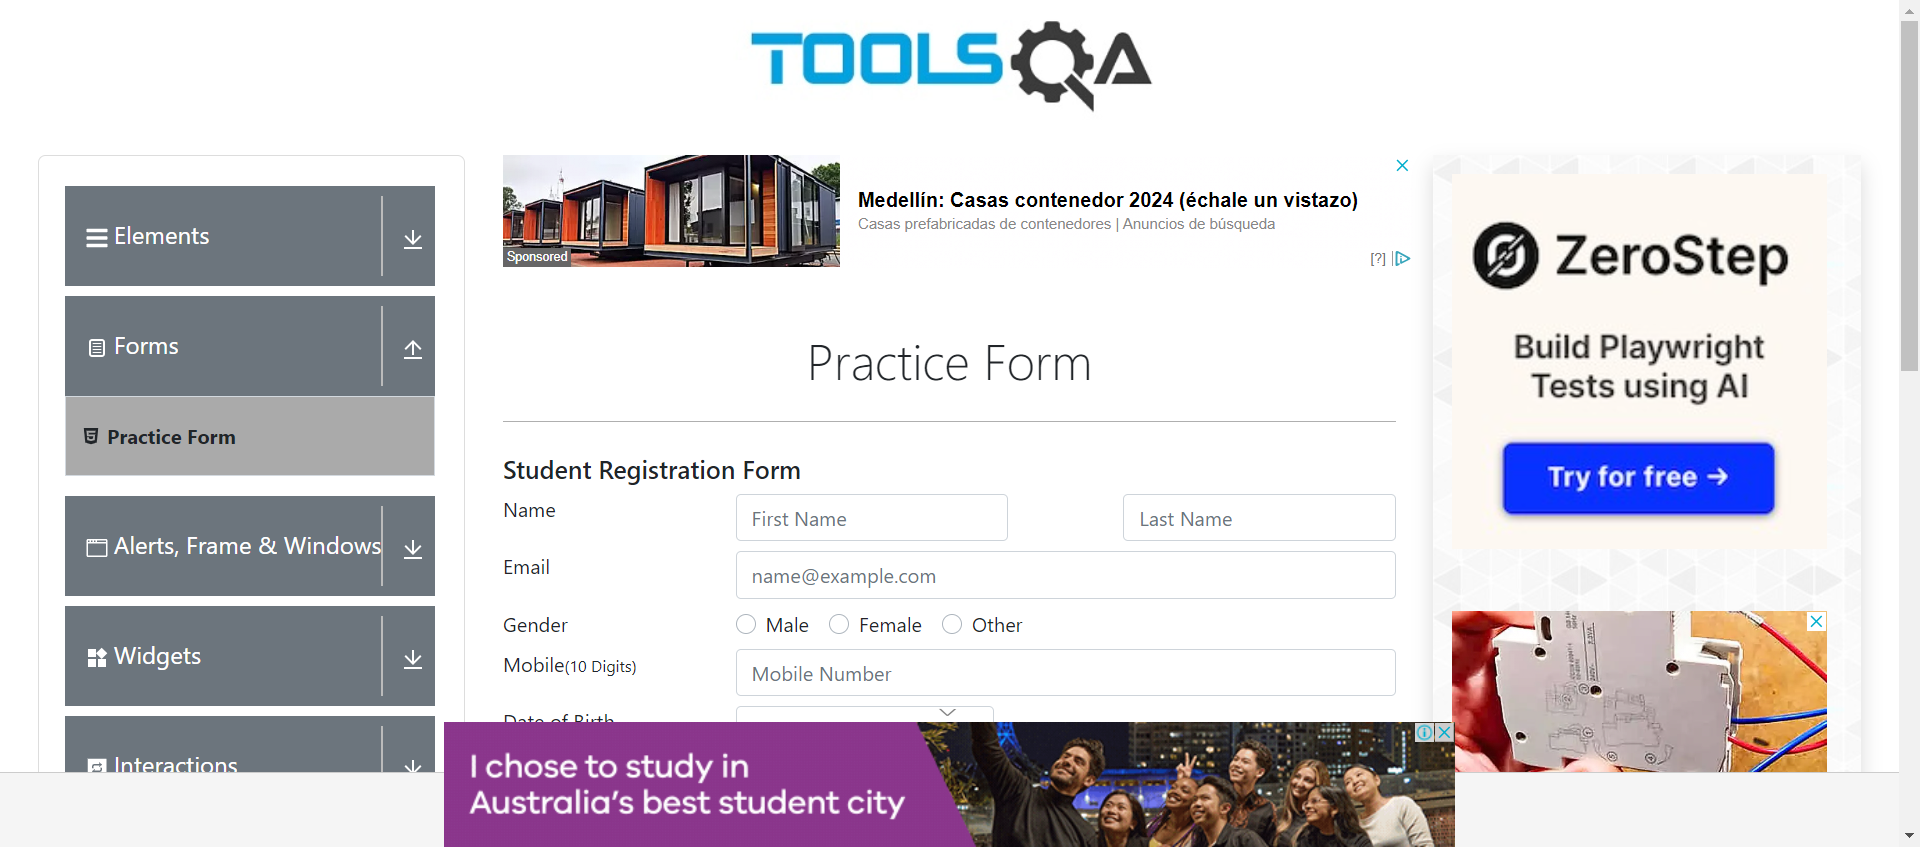 TOOLSQA
Elements
Forms
Practice Form
Alerts, Frame & Windows
Widgets
Interactions
Sponsored
Medellín: Casas contenedor 2024 (échale un vistazo)
Casas prefabricadas de contenedores | Anuncios de búsqueda
[?]
Practice Form
Student Registration Form
Name
First Name
Last Name
Email
name@example.com
Gender
Male
Female
Other
Mobile(10 Digits)
Mobile Number
Date of Birth
I chose to study in
Australia's best student city
ZeroStep
Build Playwright
Tests using AI
Try for free →